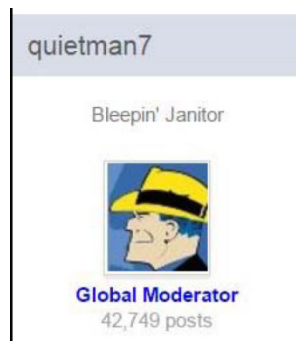 quietman7
Bleepin' Janitor
Global Moderator
42,749 posts